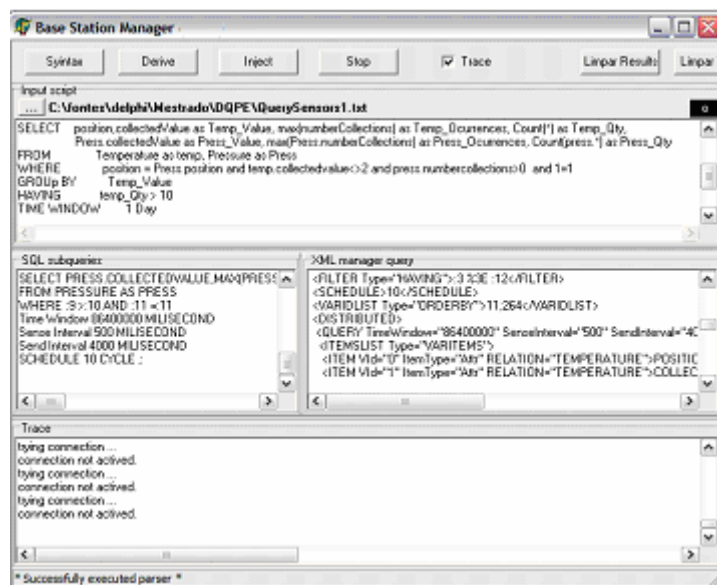 Base Station Manager
Syintax Derive Inject Stop Trace Limpar Results Limpar
Input script
... C:\fontes\delphi\Mestrado\DQPE\QuerySensors1.txt
SELECT position,collectedValue as Temp_Value, max(numberCollections) as Temp_Ocurrences, Count(*) as Temp_Qty,
Press.collectedValue as Press_Value, max(Press.numberCollections) as Press_Ocurrences, Count(press.*) as Press_Qty
FROM Temperature as temp, Pressure as Press
WHERE position = Press.position and temp.collectedvalue<>2 and press.numbercollections>0 and 1=1
GROUp BY Temp_Value
HAVING temp_Qty > 10
TIME WINDOW 1 Day
SQL subqueries
SELECT PRESS.COLLECTEDVALUE,MAX(PRESS
FROM PRESSURE AS PRESS
WHERE :9 > :10 AND :11 = :11
Time Window 86400000 MILISECOND
Sence Interval 500 MILISECOND
Send Interval 4000 MILISECOND
SCHEDULE 10 CYCLE ;
XML manager query
<FILTER Type="HAVING">:3 %3E :12</FILTER>
<SCHEDULE>10</SCHEDULE>
<VARIDLIST Type="ORDERBY">11,264</VARIDLIST>
<DISTRIBUTED>
<QUERY TimeWindow="86400000" SenceInterval="500" SendInterval="40
<ITEMSLIST Type="VARITEMS">
<ITEM VId="0" ItemType="Attr" RELATION="TEMPERATURE">POSITIC
<ITEM VId="1" ItemType="Attr" RELATION="TEMPERATURE">COLLEC
Trace
trying connection...
connection not actived.
trying connection...
connection not actived.
trying connection...
connection not actived.
* Successfully executed parser *